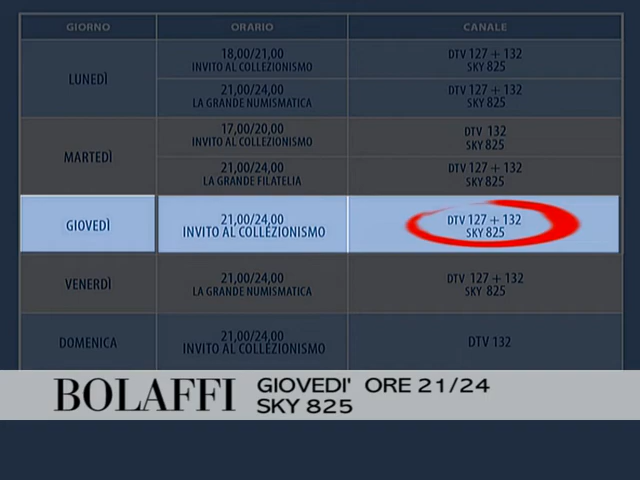 GIORNO ORARIO CANALE
LUNEDÌ
18,00/21,00
INVITO AL COLLEZIONISMO
DTV 127 + 132
SKY 825
21,00/24,00
LA GRANDE NUMISMATICA
DTV 127 + 132
SKY 825
MARTEDÌ
17,00/20,00
INVITO AL COLLEZIONISMO
DTV 132
SKY 825
21,00/24,00
LA GRANDE FILATELIA
DTV 127 + 132
SKY 825
GIOVEDÌ
21,00/24,00
INVITO AL COLLEZIONISMO
DTV 127 + 132
SKY 825
VENERDÌ
21,00/24,00
LA GRANDE NUMISMATICA
DTV 127 + 132
SKY 825
DOMENICA
21,00/24,00
INVITO AL COLLEZIONISMO
DTV 132
BOLAFFI
GIOVEDI' ORE 21/24
SKY 825